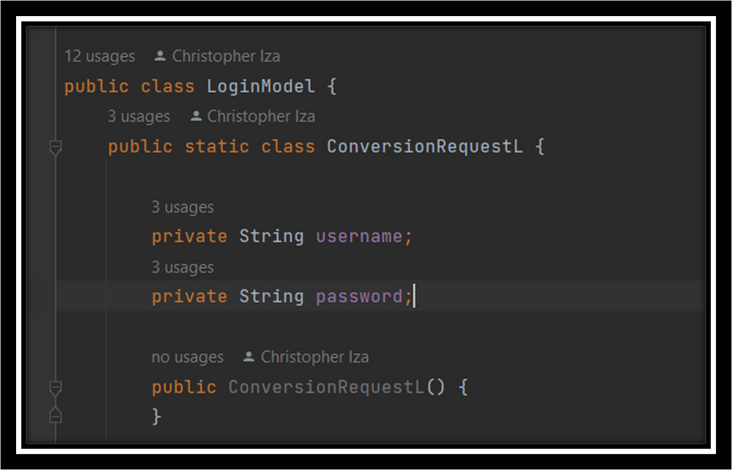 12 usages Christopher Iza
public class LoginModel {
3 usages Christopher Iza
public static class ConversionRequestL {
3 usages
private String username;
3 usages
private String password;
no usages Christopher Iza
public ConversionRequestL() {
}